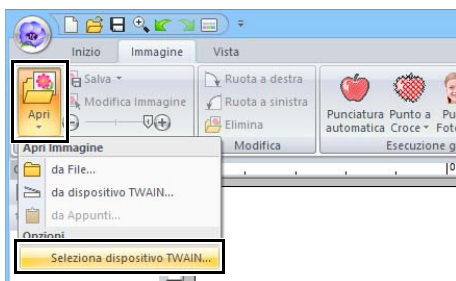 Inizio Immagine Vista
Salva
Modifica Immagine
Apri
Ruota a destra
Ruota a sinistra
Elimina
Modifica
Punciatura automatica
Punto a Croce
Esecuzione
Apri Immagine
da File...
da dispositivo TWAIN...
da Appunti...
Opzioni
Seleziona dispositivo TWAIN...